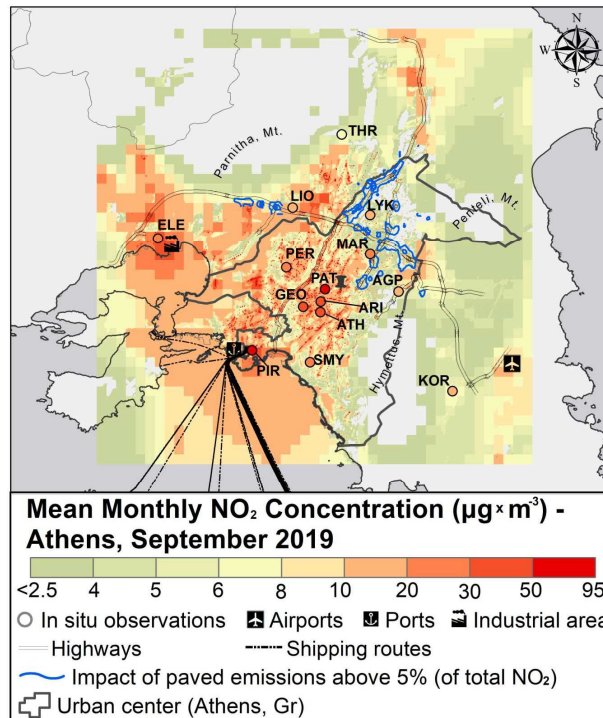 N
W
E
S
THR
Parnitha, Mt.
LIO
LYK
Penteli, Mt.
ELE
PER
MAR
PAT
AGP
GEO
ARI
ATH
Hymettus, Mt.
PIR
SMY
KOR
Mean Monthly NO₂ Concentration (μg x m⁻³) -
Athens, September 2019
<2.5 4 5 6 8 10 20 30 50 95
In situ observations Airports Ports Industrial area
Highways Shipping routes
Impact of paved emissions above 5% (of total NO₂)
Urban center (Athens, Gr)